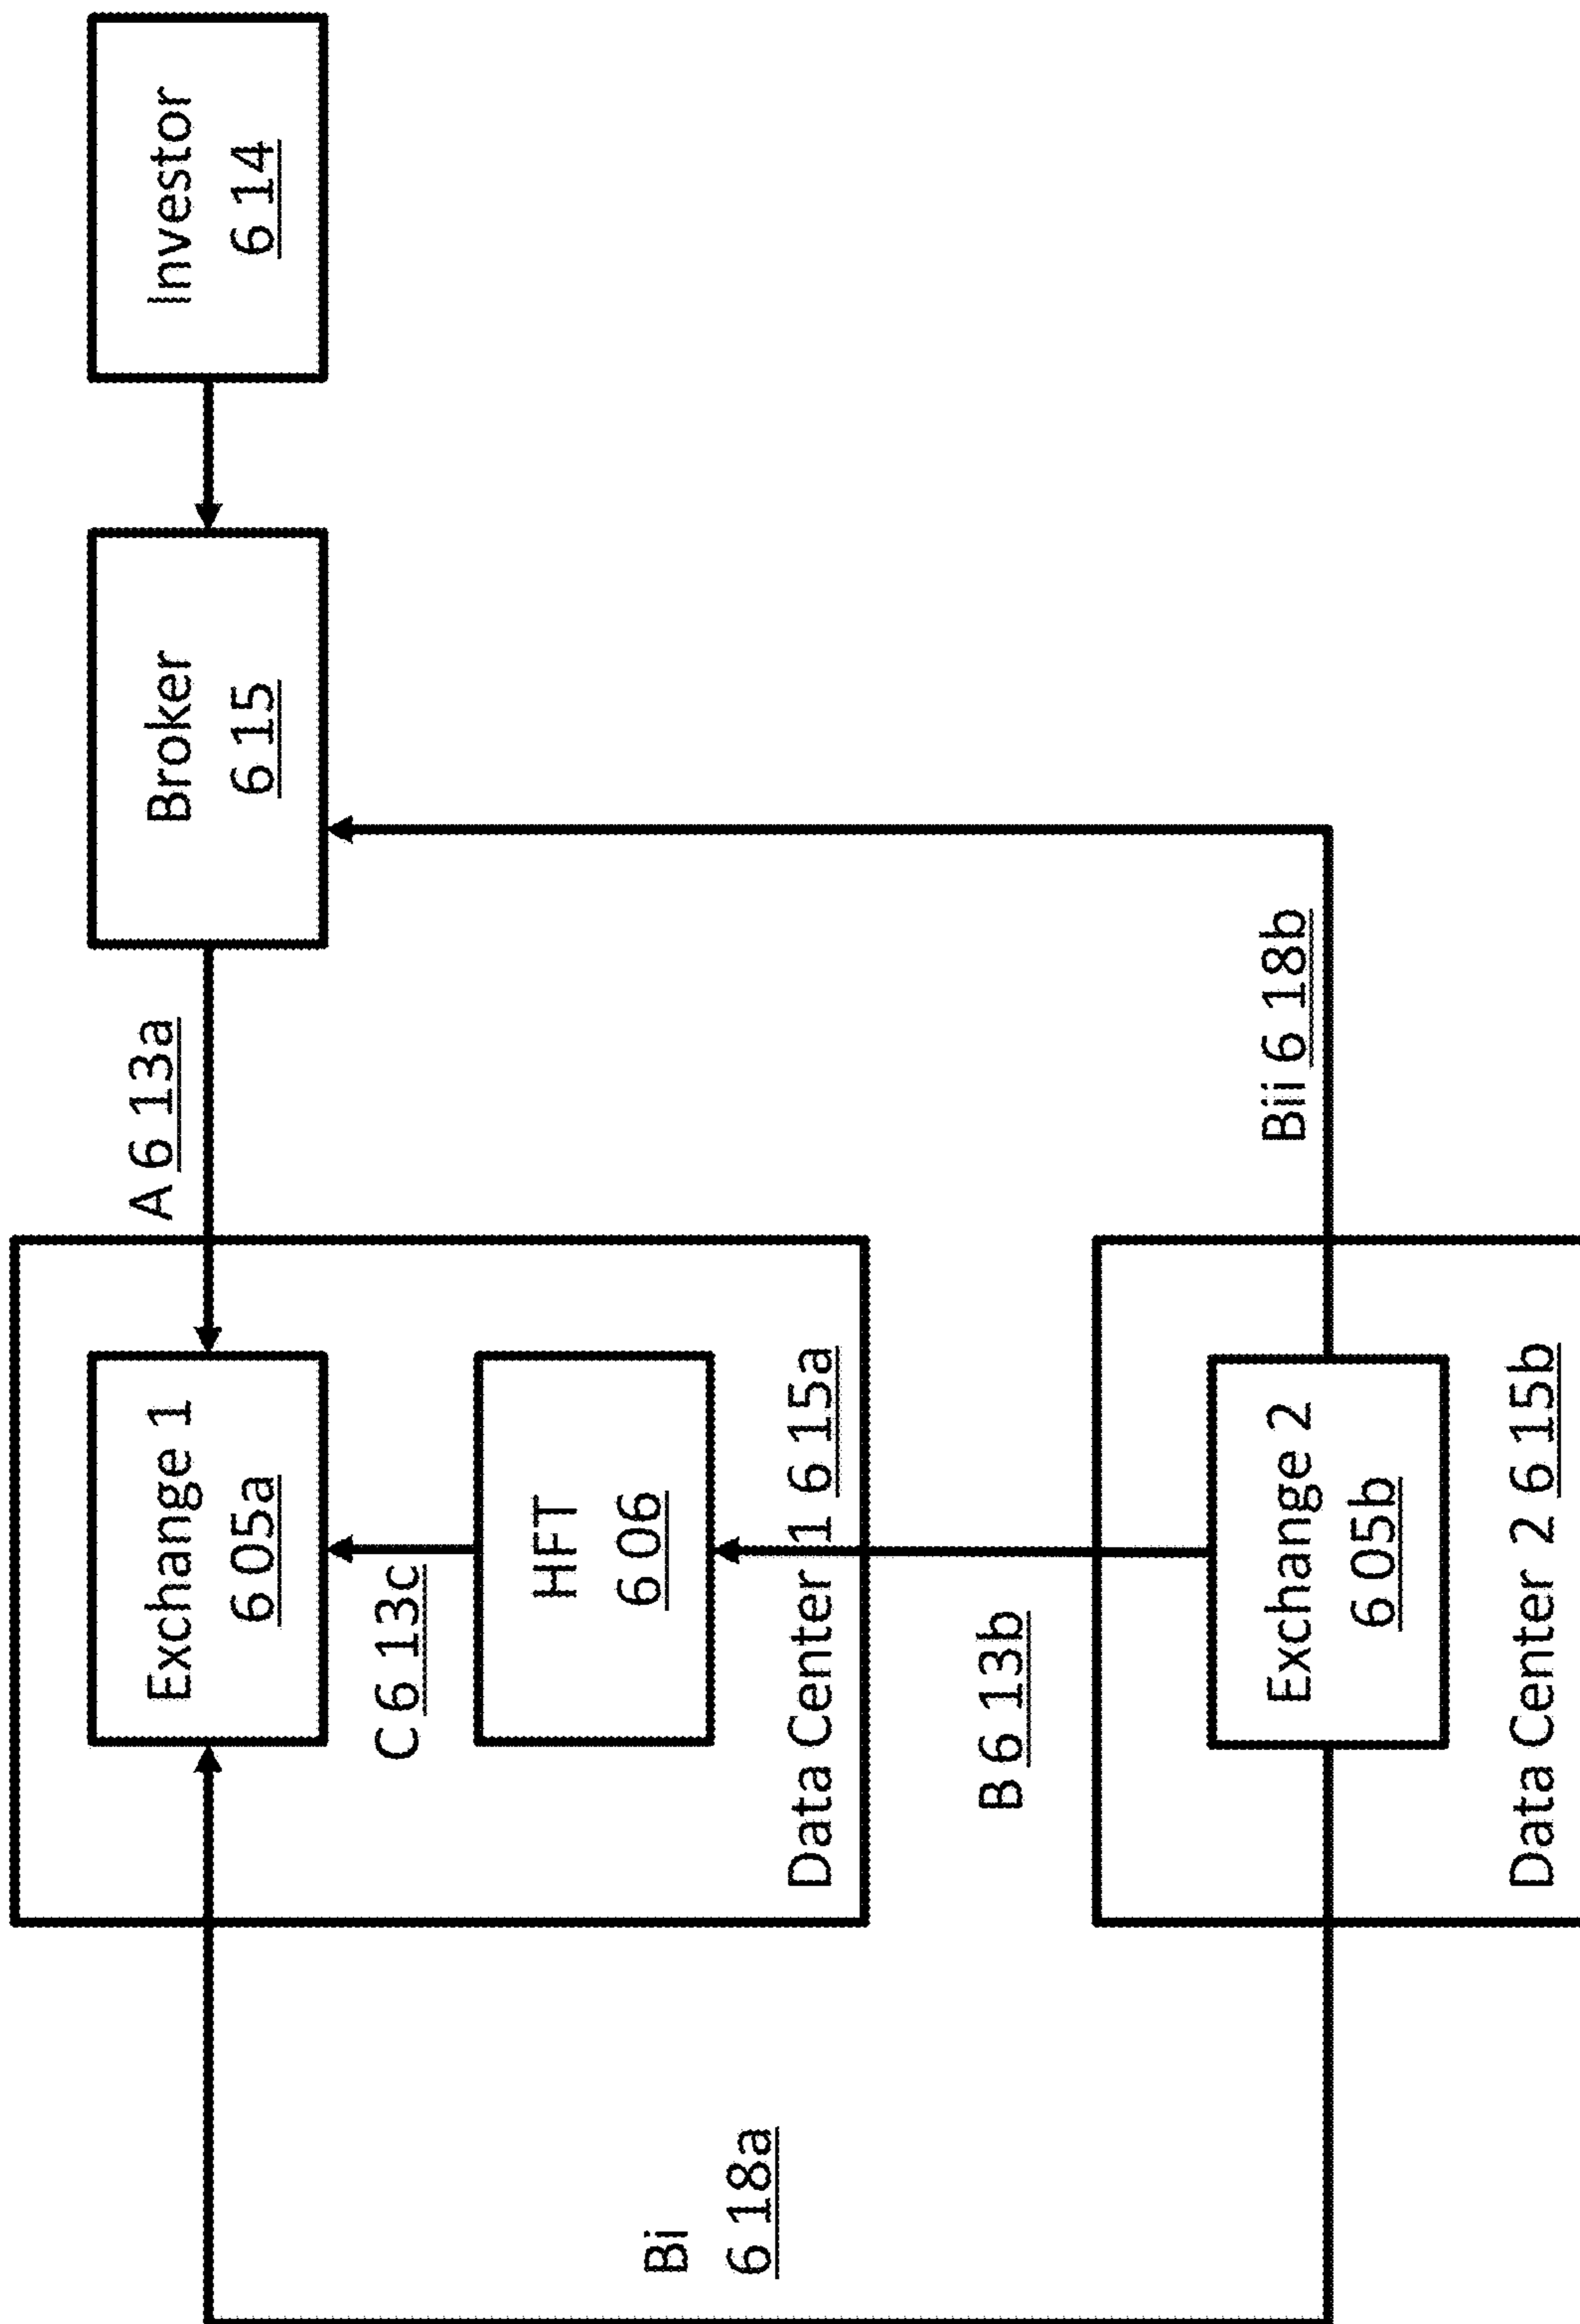 Exchange 1
6 05a
A 6 13a
Broker
6 15
Investor
6 14
C 6 13c
HFT
6 06
Bi
6 18a
Data Center 1 6 15a
B 6 13b
Bii 6 18b
Exchange 2
6 05b
Data Center 2 6 15b